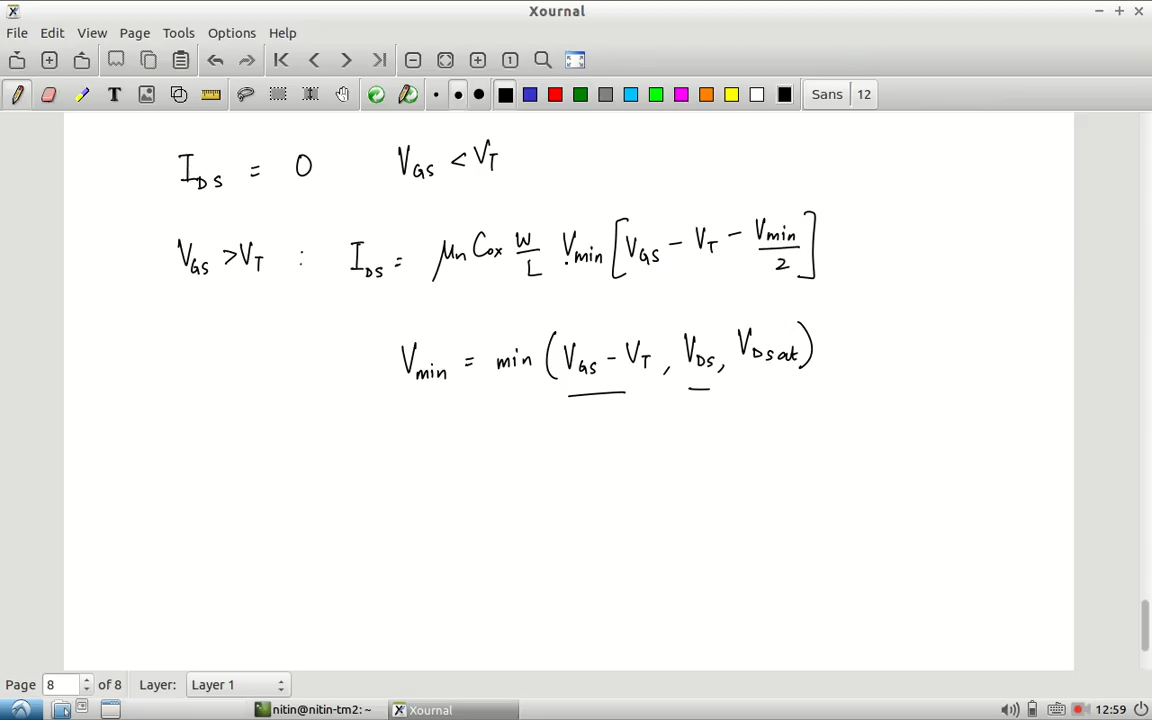 Xournal
File Edit View Page Tools Options Help
Sans 12
I_DS = 0 V_GS < V_T
V_GS > V_T : I_DS = μn Cox W/L V_min [V_GS - V_T - V_min/2]
V_min = min (V_GS - V_T, V_DS, V_Dsat)
Page 8 of 8 Layer: Layer 1
nitin@nitin-tm2: ~ Xournal 12:59